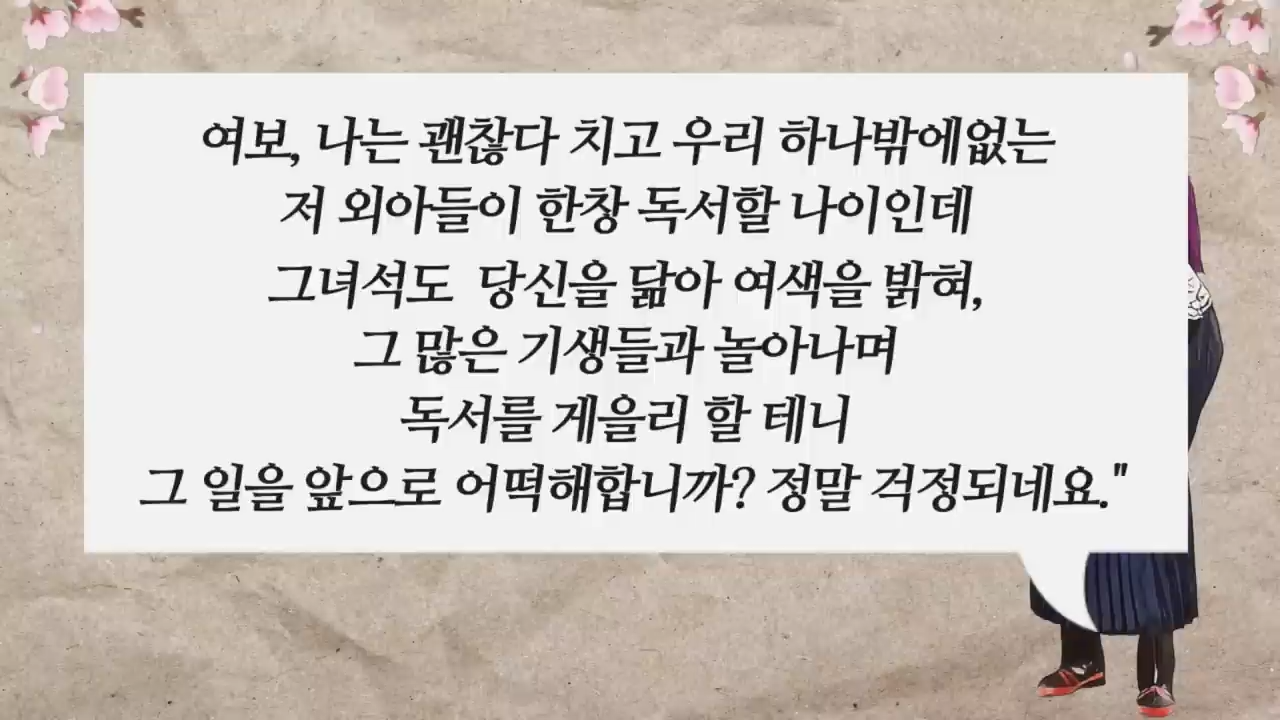 여보, 나는 괜찮다 치고 우리 하나밖에없는
저 외아들이 한창 독서할 나이인데
그녀석도 당신을 닮아 여색을 밝혀,
그 많은 기생들과 놀아나며
독서를 게을리 할 테니
그 일을 앞으로 어떡해합니까? 정말 걱정되네요."